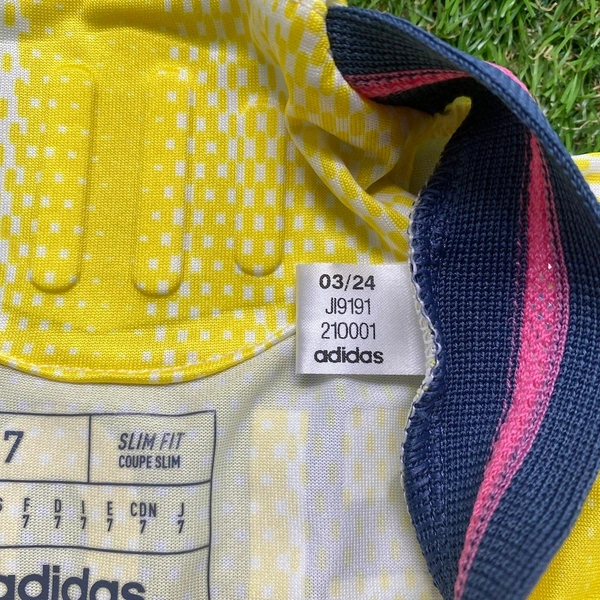 03/24
JI9191
210001
adidas
7
SLIM FIT
COUPE SLIM
F D I E CDN J
7 7 7 7 7 7
adidas